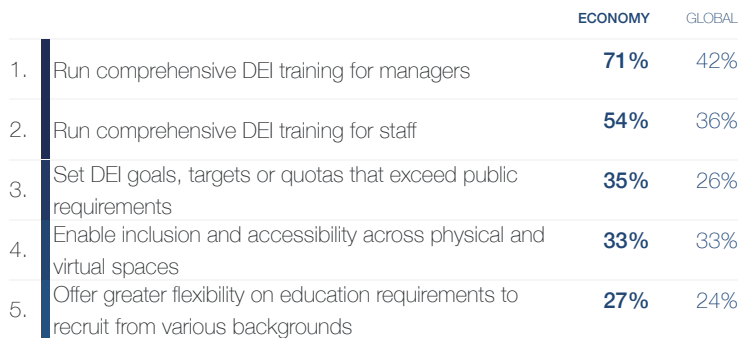 ECONOMY GLOBAL
1. Run comprehensive DEI training for managers 71% 42%
2. Run comprehensive DEI training for staff 54% 36%
3. Set DEI goals, targets or quotas that exceed public requirements 35% 26%
4. Enable inclusion and accessibility across physical and virtual spaces 33% 33%
5. Offer greater flexibility on education requirements to recruit from various backgrounds 27% 24%